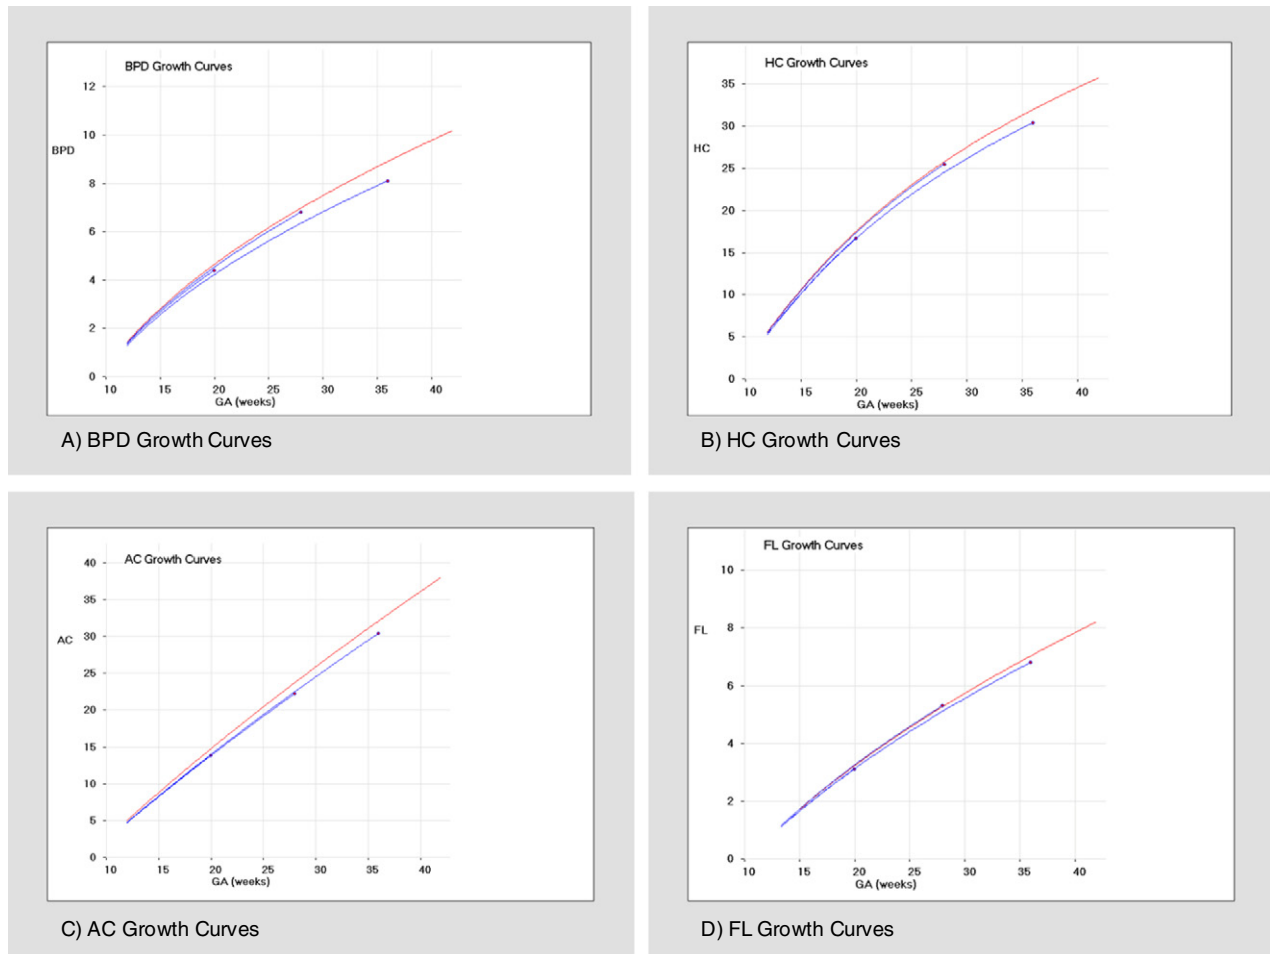 BPD Growth Curves
12
10
BPD
8
6
4
2
0
10 15 20 25 30 35 40
GA (weeks)
A) BPD Growth Curves
HC Growth Curves
35
30
HC
25
20
15
10
5
0
10 15 20 25 30 35 40
GA (weeks)
B) HC Growth Curves
AC Growth Curves
40
35
30
AC
25
20
15
10
5
0
10 15 20 25 30 35 40
GA (weeks)
C) AC Growth Curves
FL Growth Curves
10
8
FL
6
4
2
0
10 15 20 25 30 35 40
GA (weeks)
D) FL Growth Curves